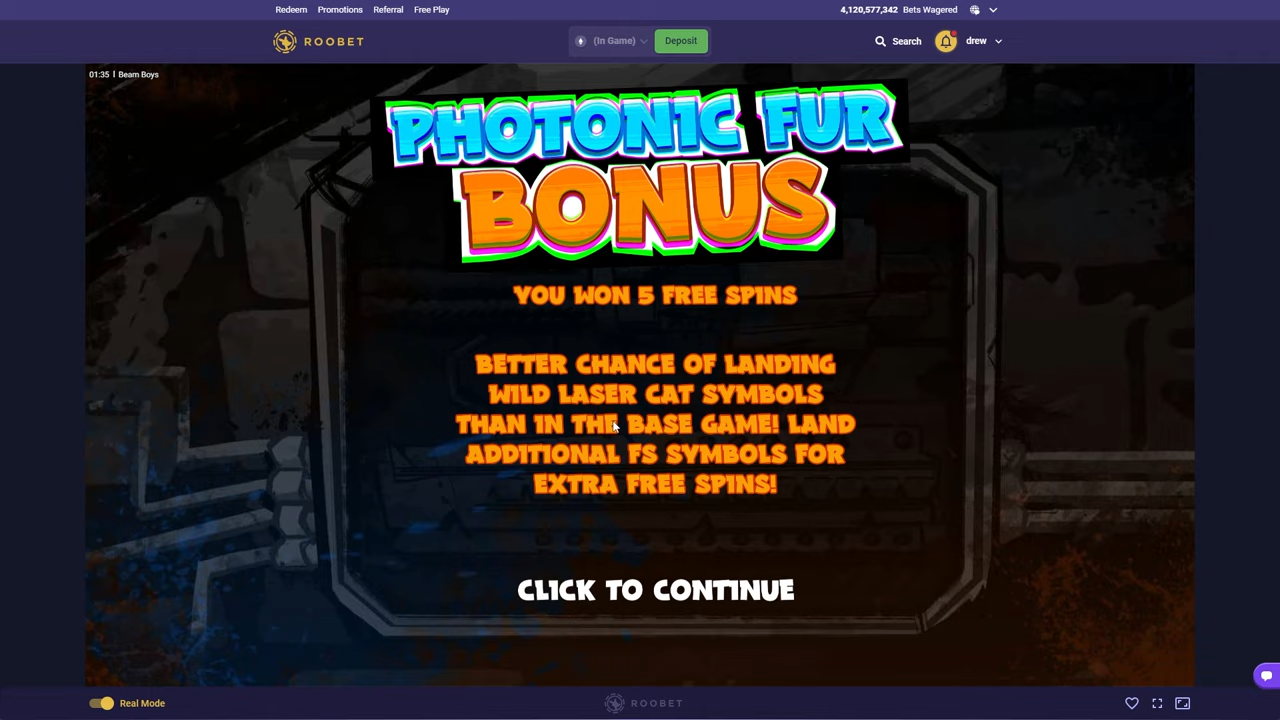 Redeem Promotions Referral Free Play 4,120,577,342 Bets Wagered
ROOBET (In Game) Deposit Search drew
01:35 | Beam Boys
PHOTONIC FUR
BONUS
YOU WON 5 FREE SPINS
BETTER CHANCE OF LANDING
WILD LASER CAT SYMBOLS
THAN IN THE BASE GAME! LAND
ADDITIONAL FS SYMBOLS FOR
EXTRA FREE SPINS!
CLICK TO CONTINUE
Real Mode ROOBET